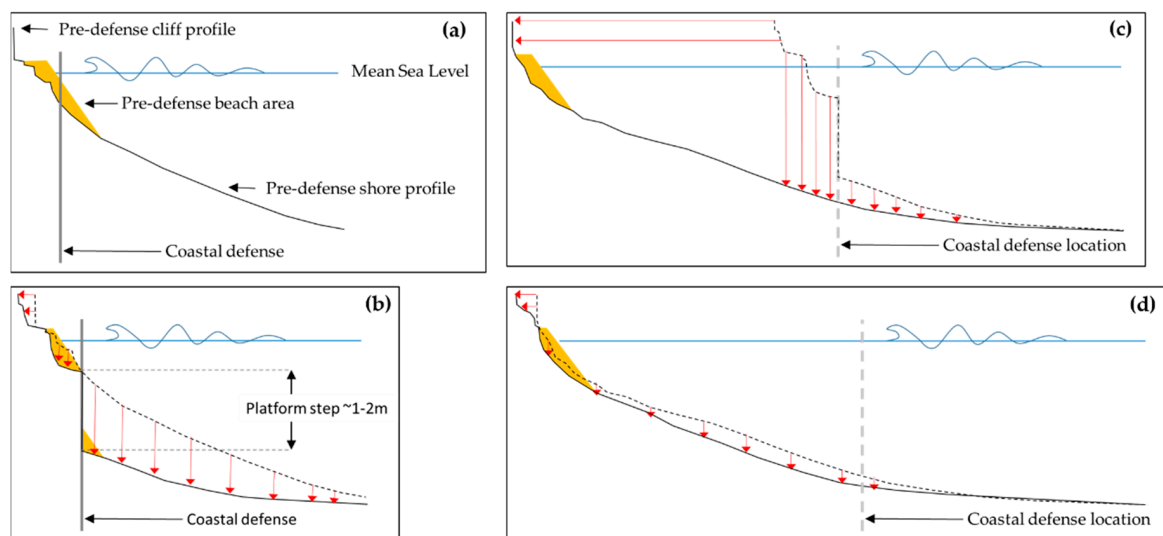 (a)
Pre-defense cliff profile
Mean Sea Level
Pre-defense beach area
Pre-defense shore profile
Coastal defense
(c)
Coastal defense location
(b)
Platform step ~1-2m
Coastal defense
(d)
Coastal defense location